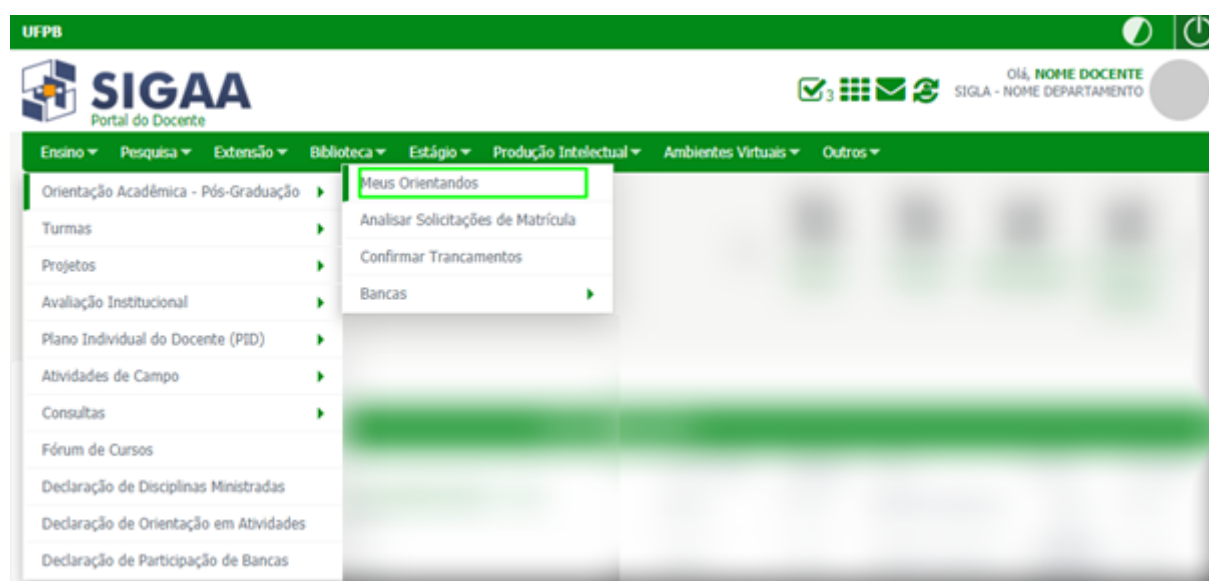 UFPB
SIGAA
Portal do Docente
3
Olá, NOME DOCENTE
SIGLA - NOME DEPARTAMENTO
Ensino Pesquisa Extensão Biblioteca Estágio Produção Intelectual Ambientes Virtuais Outros
Orientação Acadêmica - Pós-Graduação
Turmas
Projetos
Avaliação Institucional
Plano Individual do Docente (PID)
Atividades de Campo
Consultas
Fórum de Cursos
Declaração de Disciplinas Ministradas
Declaração de Orientação em Atividades
Declaração de Participação de Bancas
Meus Orientandos
Analisar Solicitações de Matrícula
Confirmar Trancamentos
Bancas